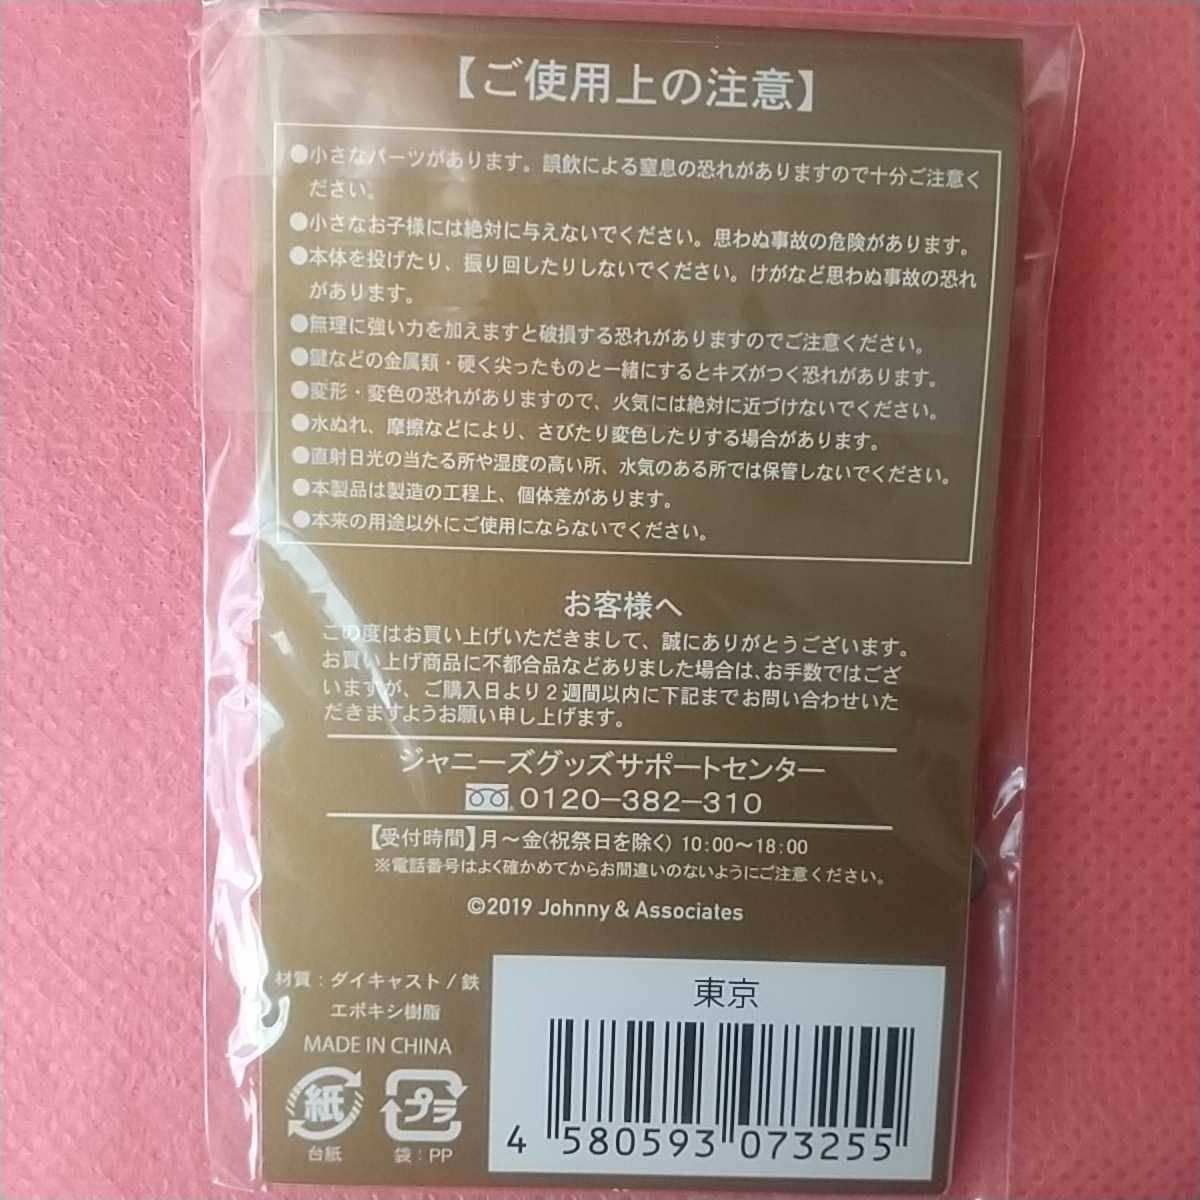 【ご使用上の注意】
●小さなパーツがあります。誤飲による窒息の恐れがありますので十分ご注意く
ださい。
●小さなお子様には絶対に与えないでください。思わぬ事故の危険があります。
●本体を投げたり、振り回したりしないでください。けがなど思わぬ事故の恐れ
があります。
●無理に強い力を加えますと破損する恐れがありますのでご注意ください。
●鍵などの金属類・硬く尖ったものと一緒にするとキズがつく恐れがあります。
●変形・変色の恐れがありますので、火気には絶対に近づけないでください。
●水ぬれ、摩擦などにより、さびたり変色したりする場合があります。
●直射日光の当たる所や湿度の高い所、水気のある所では保管しないでください。
●本製品は製造の工程上、個体差があります。
●本来の用途以外にご使用にならないでください。
お客様へ
この度はお買い上げいただきまして、誠にありがとうございます。
お買い上げ商品に不都合品などありました場合は、お手数ではござ
いますが、ご購入日より2週間以内に下記までお問い合わせいた
だきますようお願い申し上げます。
ジャニーズグッズサポートセンター
0120-382-310
【受付時間】月〜金(祝祭日を除く) 10:00〜18:00
※電話番号はよく確かめてからお間違いのないようにご注意ください。
©2019 Johnny & Associates
材質：ダイキャスト/鉄
エポキシ樹脂
MADE IN CHINA
紙
台紙
プラ
袋：PP
東京
4 580593 073255